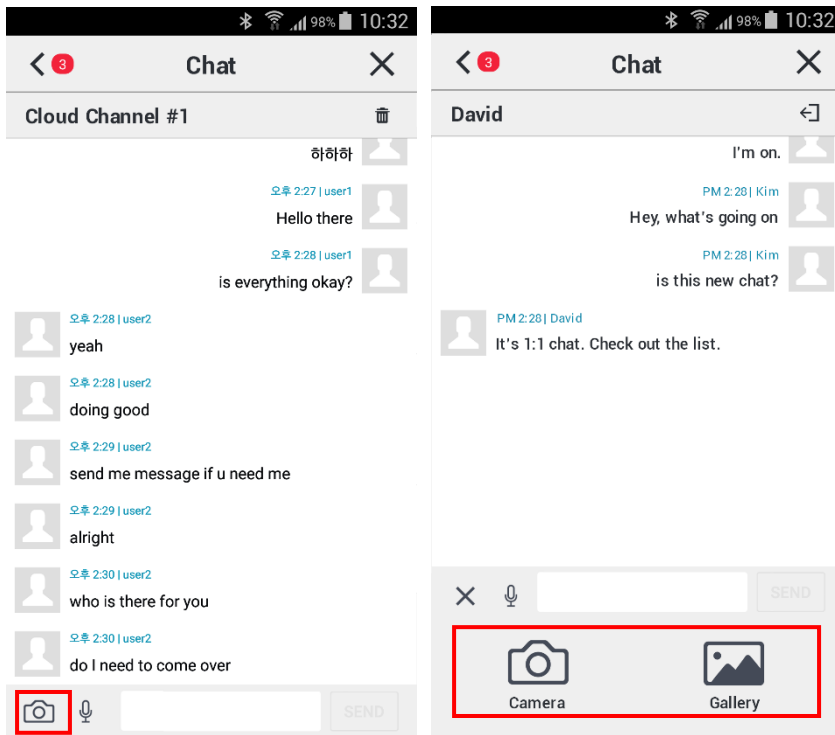 98% 10:32
3 Chat
Cloud Channel #1
하하하
오후 2:27 | user1
Hello there
오후 2:28 | user1
is everything okay?
오후 2:28 | user2
yeah
오후 2:28 | user2
doing good
오후 2:29 | user2
send me message if u need me
오후 2:29 | user2
alright
오후 2:30 | user2
who is there for you
오후 2:30 | user2
do I need to come over
SEND
98% 10:32
3 Chat
David
I'm on.
PM 2:28| Kim
Hey, what's going on
PM 2:28| Kim
is this new chat?
PM 2:28| David
It's 1:1 chat. Check out the list.
SEND
Camera Gallery